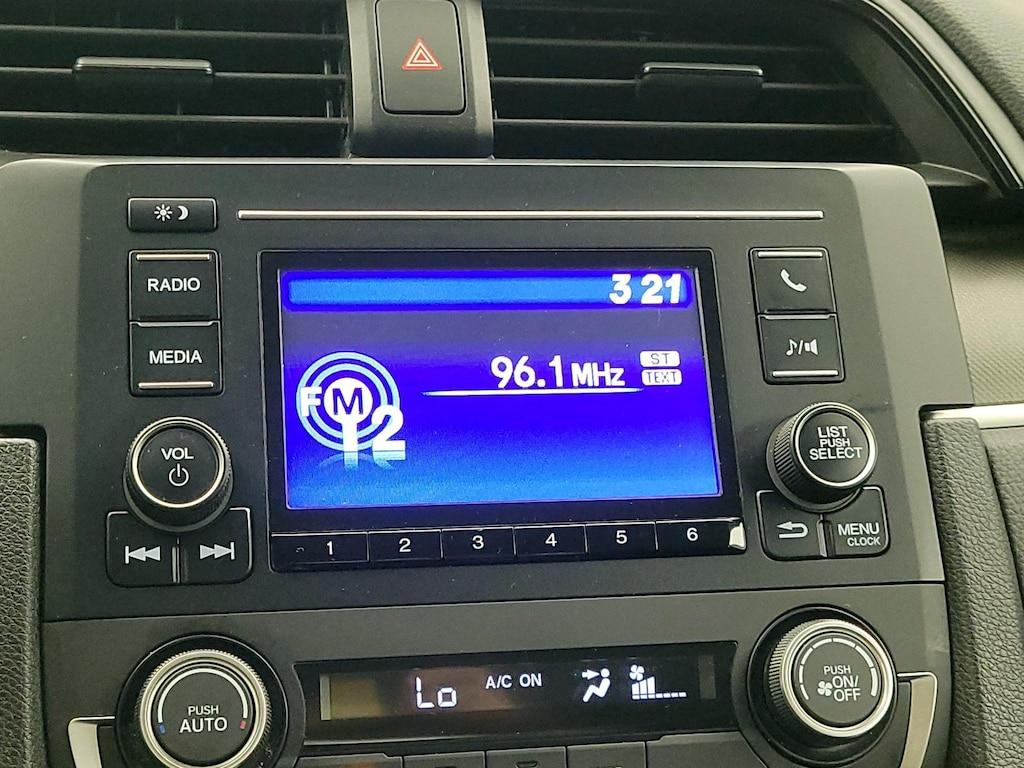 RADIO
MEDIA
VOL
3 21
96.1 MHz
ST
TEXT
FM
12
LIST
PUSH
SELECT
MENU
CLOCK
1 2 3 4 5 6
PUSH
AUTO
Lo
A/C ON
PUSH
ON/
OFF